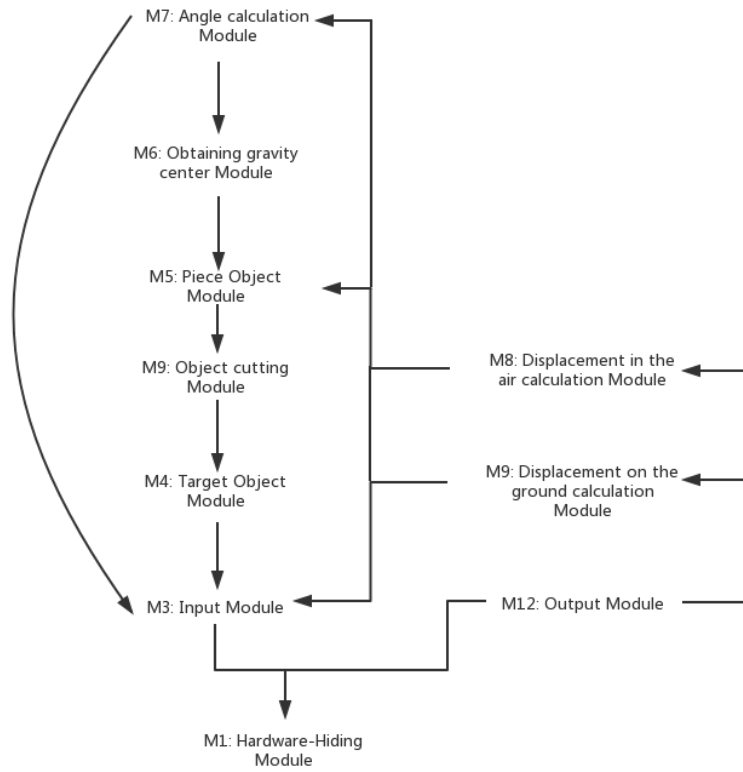 M7: Angle calculation
Module
M6: Obtaining gravity
center Module
M5: Piece Object
Module
M9: Object cutting
Module
M8: Displacement in the
air calculation Module
M4: Target Object
Module
M9: Displacement on the
ground calculation
Module
M3: Input Module
M12: Output Module
M1: Hardware-Hiding
Module